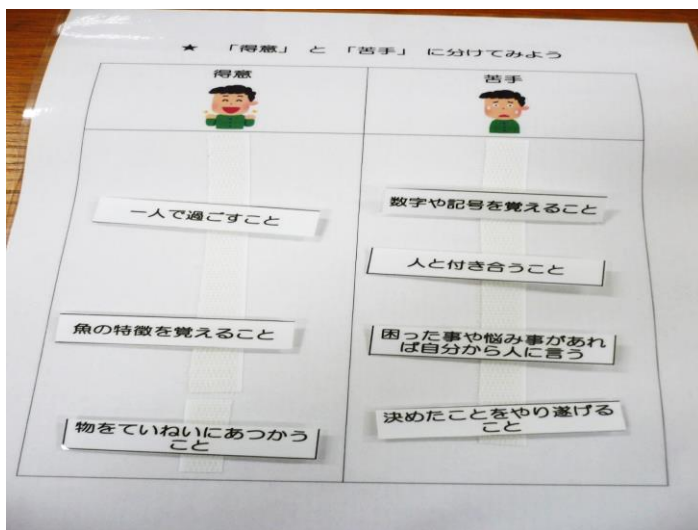 ★ 「得意」 と 「苦手」 に分けてみよう
得意
苦手
一人で過ごすこと
魚の特徴を覚えること
物をていねいにあつかう
こと
数字や記号を覚えること
人と付き合うこと
困った事や悩み事があれ
ば自分から人に言う
決めたことをやり遂げる
こと